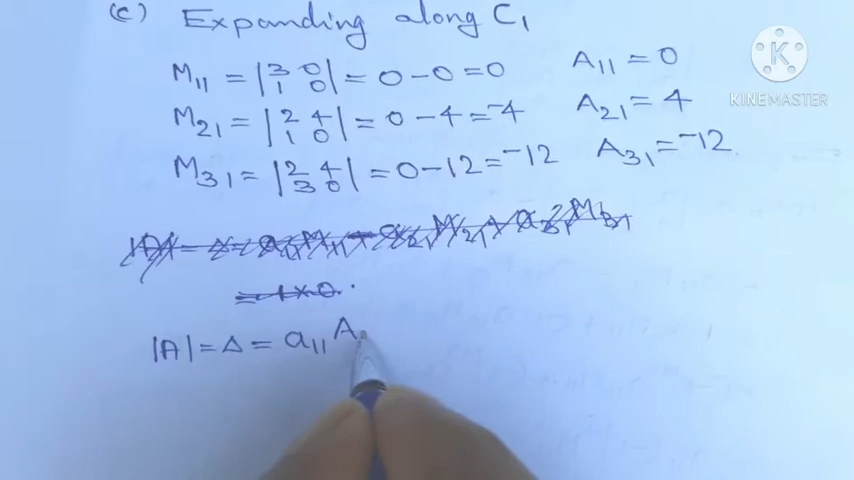 (c) Expanding along C₁
M₁₁ = |3 0 / 1 0| = 0 - 0 = 0 A₁₁ = 0
M₂₁ = |2 4 / 1 0| = 0 - 4 = -4 A₂₁ = 4
M₃₁ = |2 4 / 3 0| = 0 - 12 = -12 A₃₁ = -12
|A| = Δ = a₁₁ A
KINEMASTER